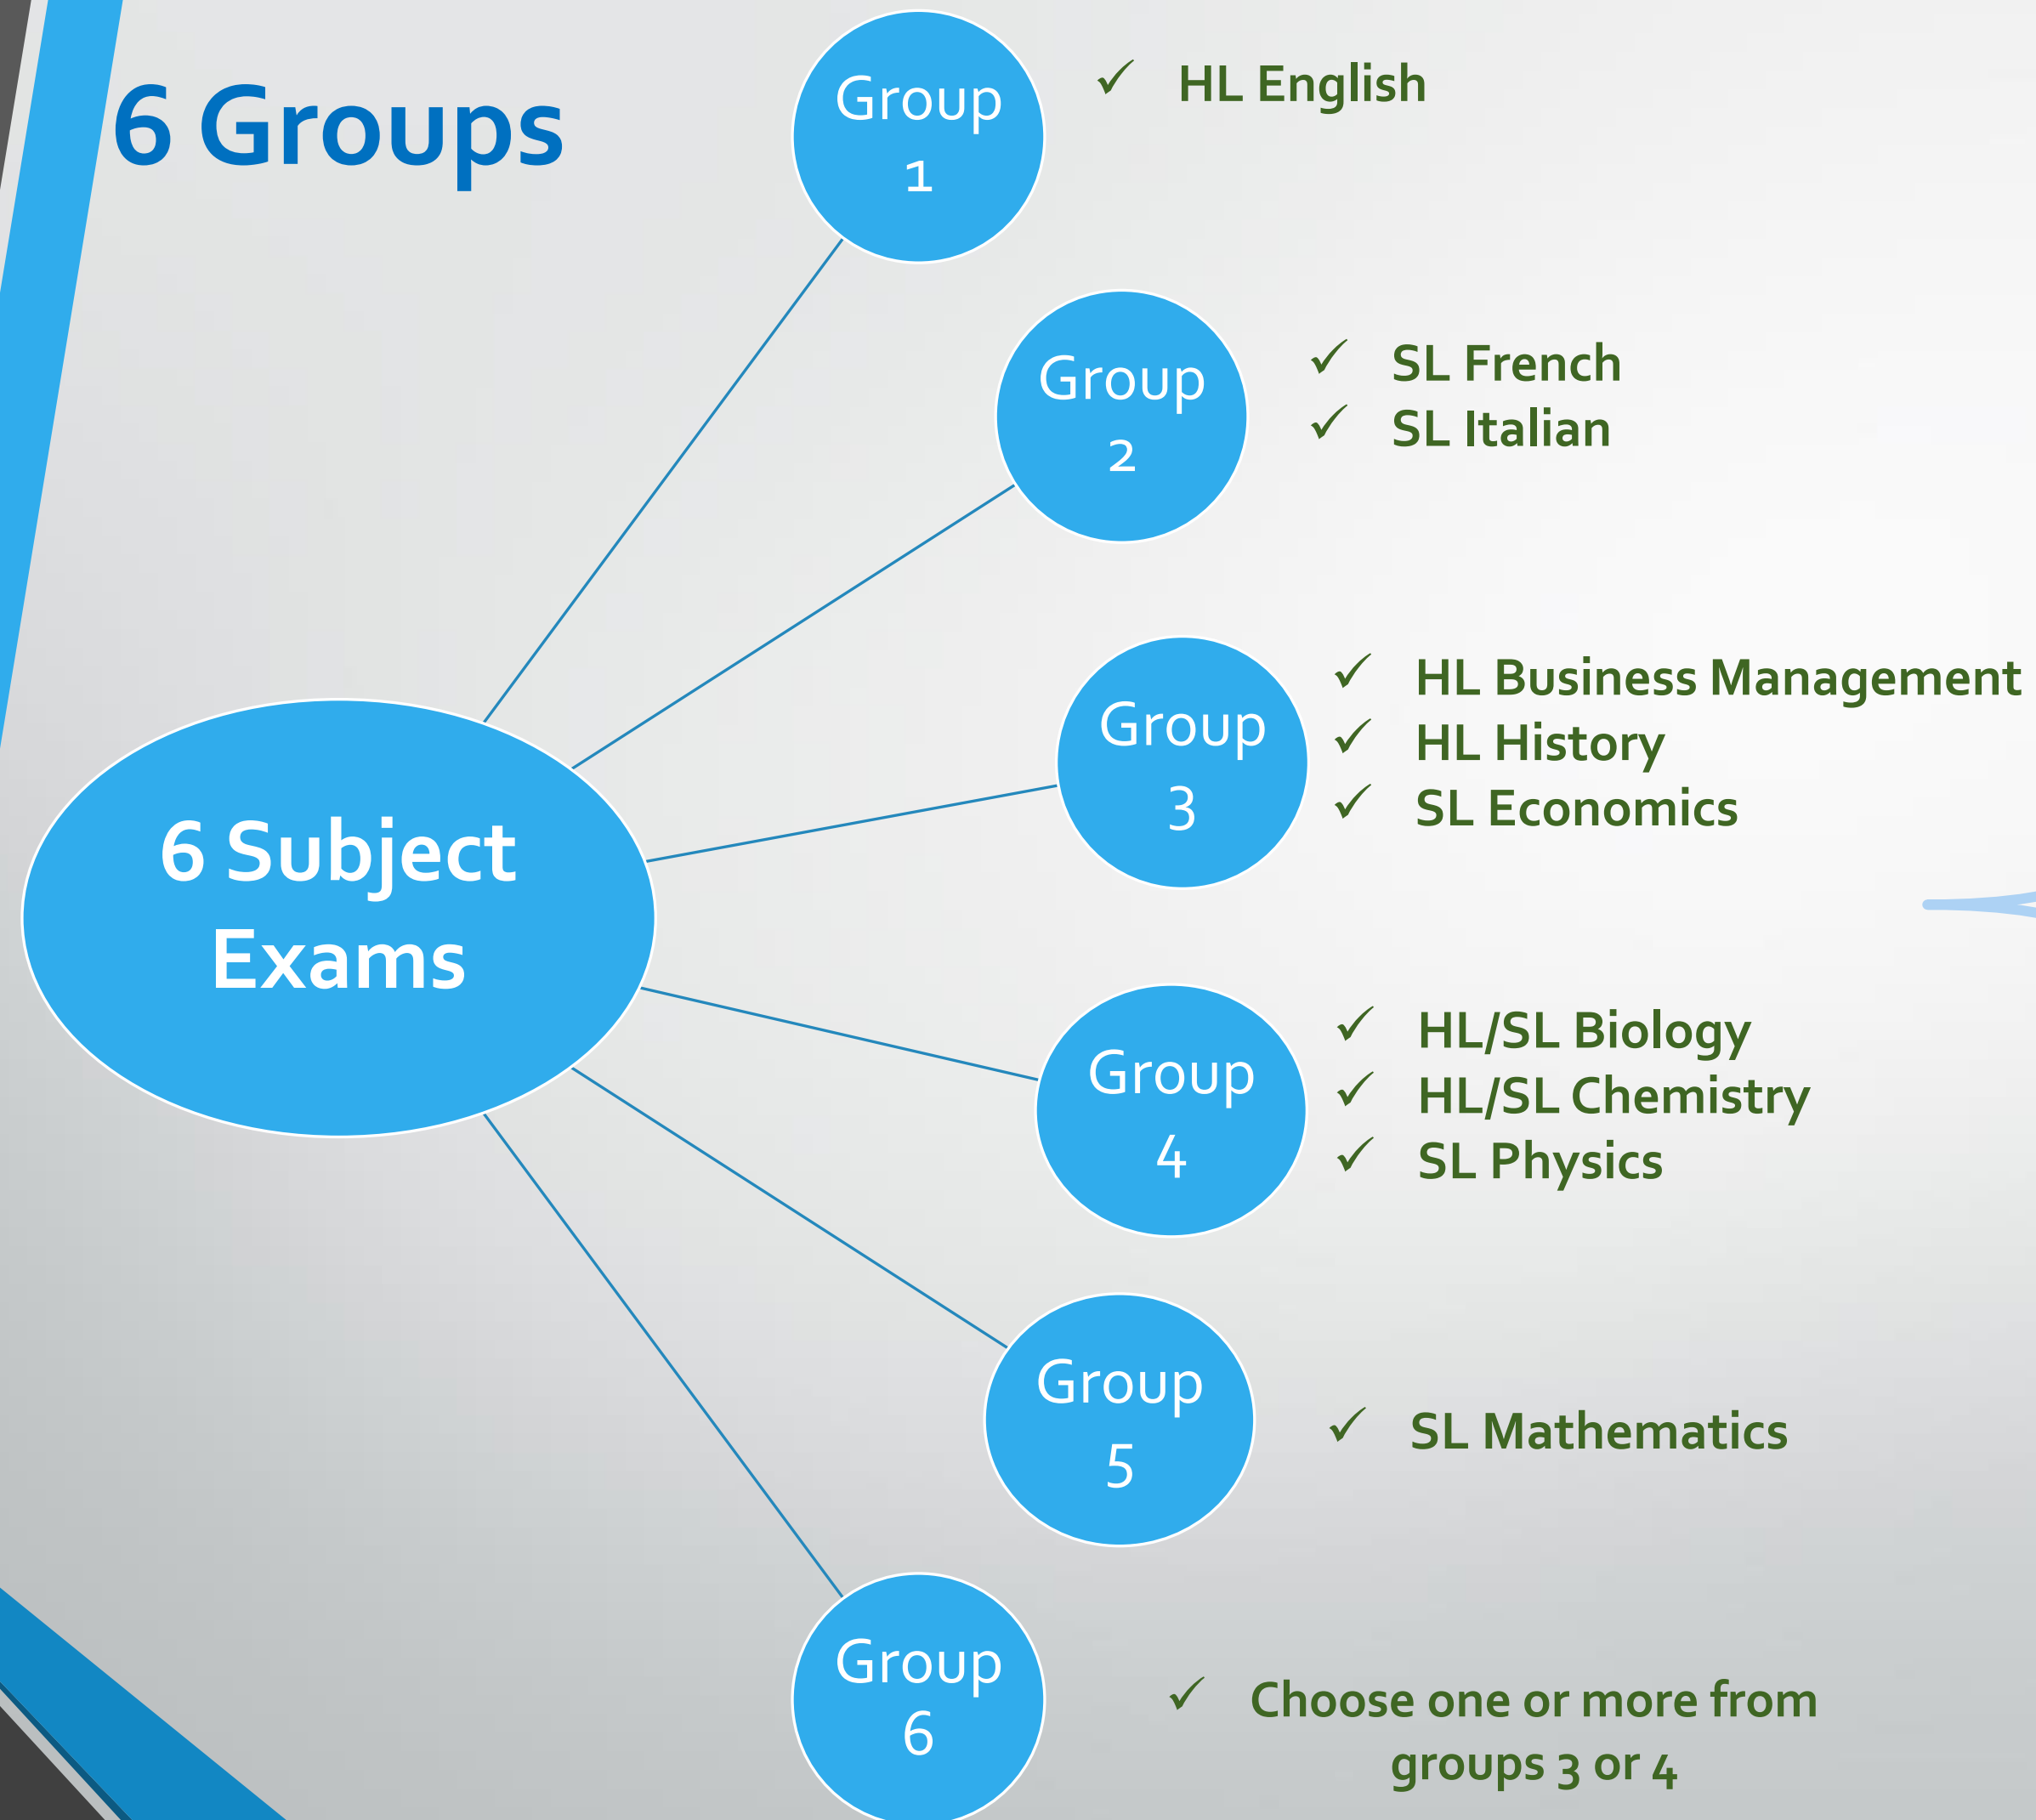 6 Groups
Group
1
HL English
Group
2
SL French
SL Italian
Group
3
HL Business Management
HL History
SL Economics
6 Subject
Exams
Group
4
HL/SL Biology
HL/SL Chemistry
SL Physics
Group
5
SL Mathematics
Group
6
Choose one or more from
groups 3 or 4